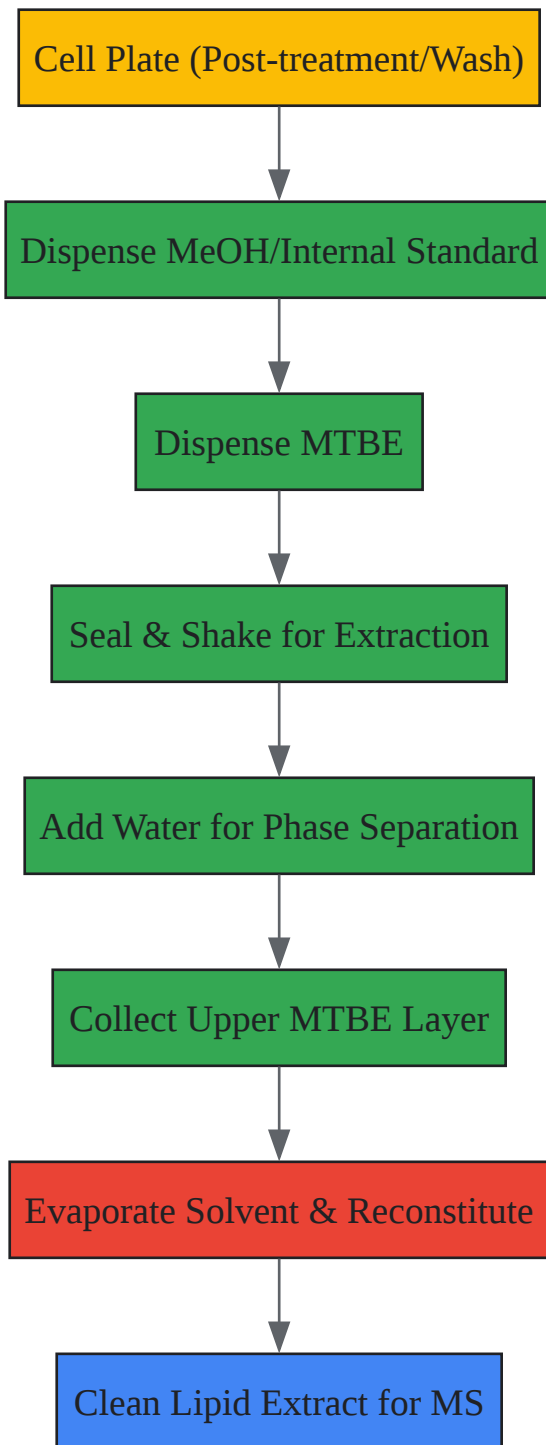 Cell Plate (Post-treatment/Wash)
Dispense MeOH/Internal Standard
Dispense MTBE
Seal & Shake for Extraction
Add Water for Phase Separation
Collect Upper MTBE Layer
Evaporate Solvent & Reconstitute
Clean Lipid Extract for MS